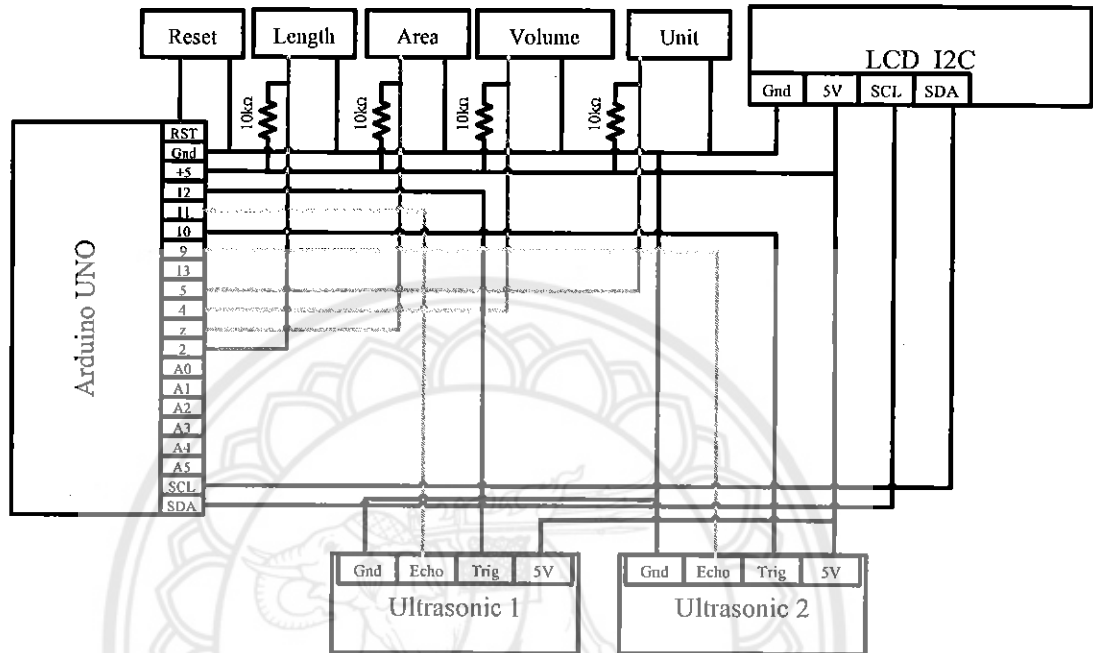 Reset Length Area Volume Unit
LCD I2C
Gnd 5V SCL SDA
10kΩ 10kΩ 10kΩ 10kΩ
Arduino UNO
RST
Gnd
+5
12
11
10
9
13
5
4
z
2
A0
A1
A2
A3
A4
A5
SCL
SDA
Gnd Echo Trig 5V
Ultrasonic 1
Gnd Echo Trig 5V
Ultrasonic 2